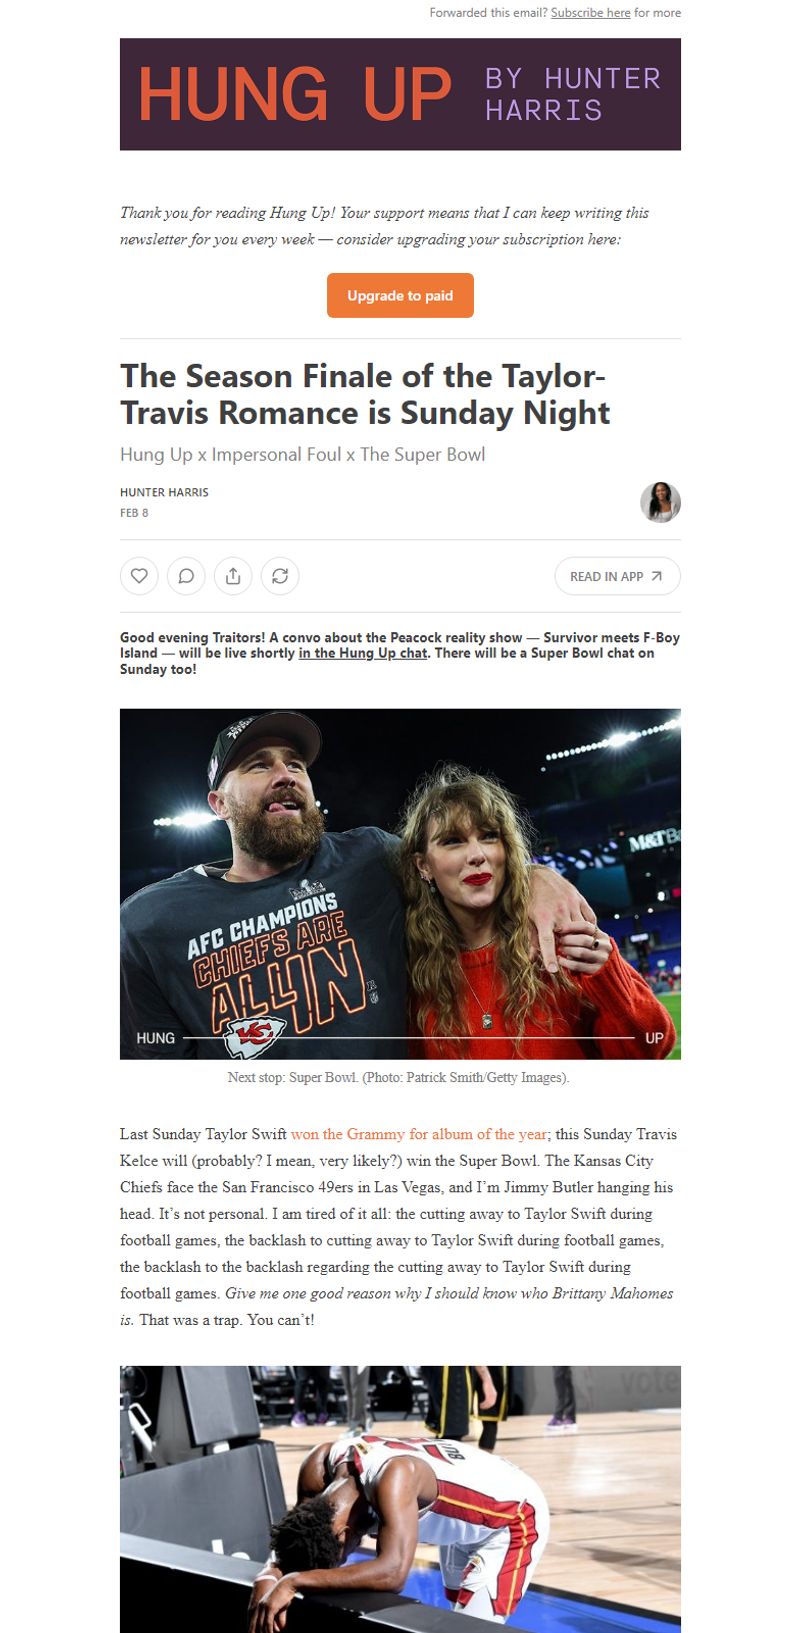 Forwarded this email? Subscribe here for more
HUNG UP
BY HUNTER
HARRIS
Thank you for reading Hung Up! Your support means that I can keep writing this
newsletter for you every week — consider upgrading your subscription here:
Upgrade to paid
The Season Finale of the Taylor-
Travis Romance is Sunday Night
Hung Up x Impersonal Foul x The Super Bowl
HUNTER HARRIS
FEB 8
READ IN APP
Good evening Traitors! A convo about the Peacock reality show — Survivor meets F-Boy
Island — will be live shortly in the Hung Up chat. There will be a Super Bowl chat on
Sunday too!
M&T Ba
AFC CHAMPIONS
CHIEFS ARE
ALL IN
NFL
KC
HUNG
UP
Next stop: Super Bowl. (Photo: Patrick Smith/Getty Images).
Last Sunday Taylor Swift won the Grammy for album of the year; this Sunday Travis
Kelce will (probably? I mean, very likely?) win the Super Bowl. The Kansas City
Chiefs face the San Francisco 49ers in Las Vegas, and I’m Jimmy Butler hanging his
head. It’s not personal. I am tired of it all: the cutting away to Taylor Swift during
football games, the backlash to cutting away to Taylor Swift during football games,
the backlash to the backlash regarding the cutting away to Taylor Swift during
football games. Give me one good reason why I should know who Brittany Mahomes
is. That was a trap. You can’t!
vote
BU